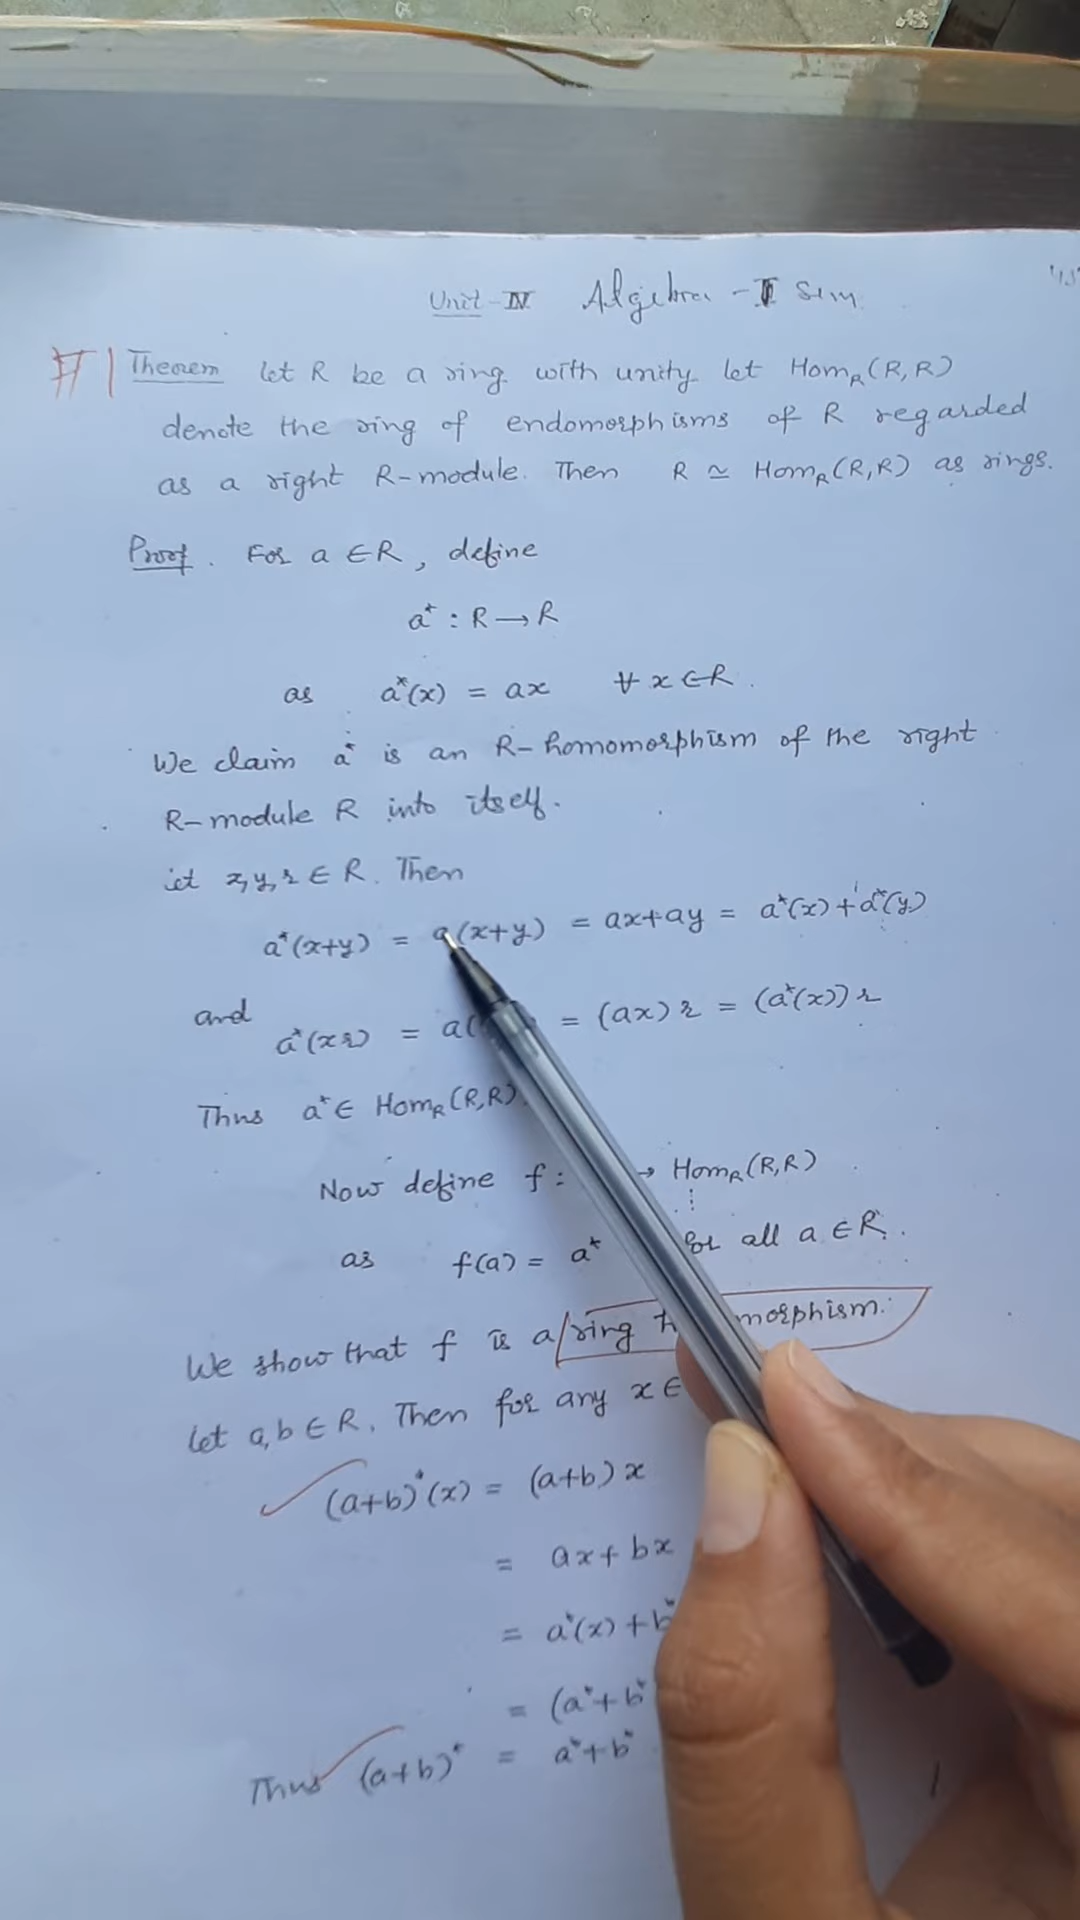 Unit-IV Algebra - I Sem
Theorem let R be a ring with unity let Hom_R(R,R)
denote the ring of endomorphisms of R regarded
as a right R-module. Then R ≃ Hom_R(R,R) as rings.
Proof. For a ∈ R, define
a* : R → R
as a*(x) = ax ∀ x ∈ R.
We claim a* is an R-homomorphism of the right
R-module R into itself.
Let x, y, r ∈ R. Then
a*(x+y) = a(x+y) = ax+ay = a*(x)+a*(y)
and a*(xr) = a( = (ax)r = (a*(x))r
Thus a* ∈ Hom_R(R,R)
Now define f: → Hom_R(R,R)
as f(a) = a* for all a ∈ R.
We show that f is a ring morphism.
Let a,b ∈ R. Then for any x ∈
(a+b)*(x) = (a+b)x
= ax + bx
= a*(x) + b*
= (a*+b*
Thus (a+b)* = a*+b*